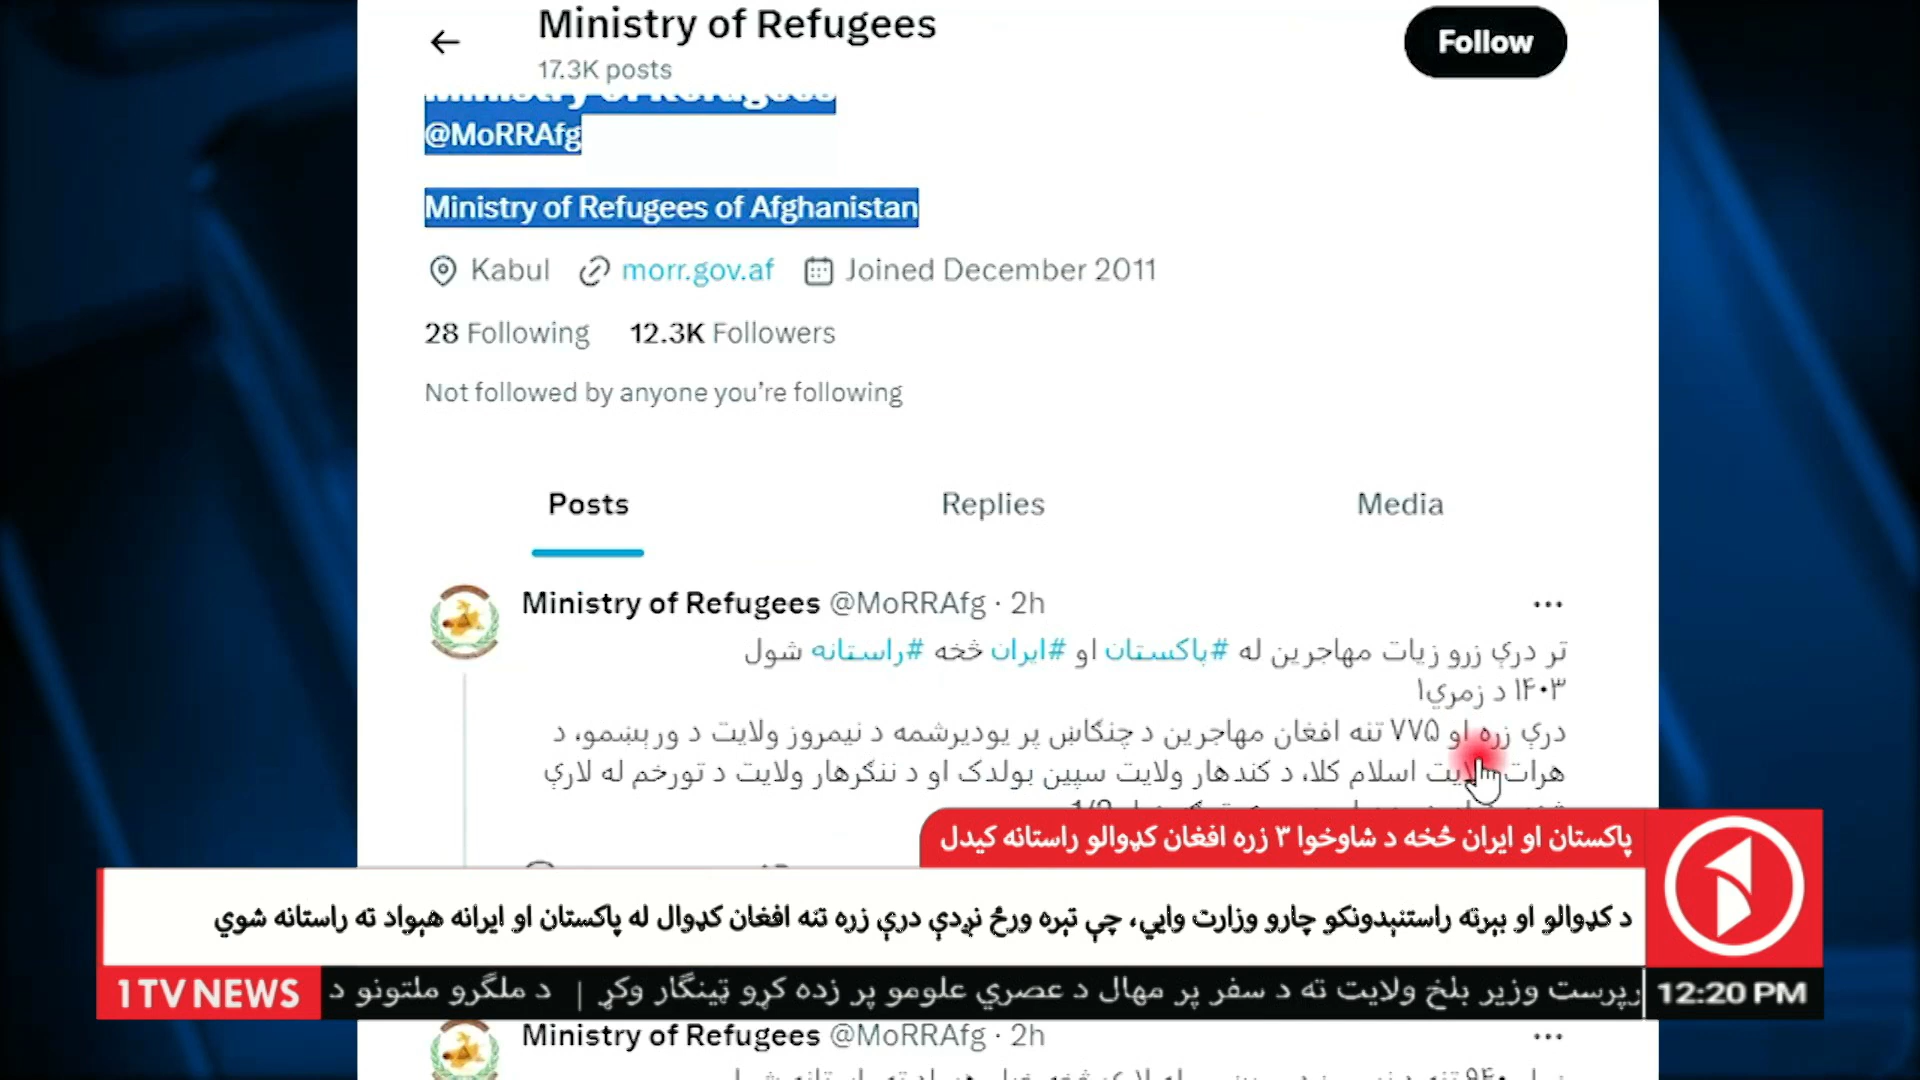 Ministry of Refugees
17.3K posts
Follow
Ministry of Refugees
@MoRRAfg
Ministry of Refugees of Afghanistan
Kabul morr.gov.af Joined December 2011
28 Following 12.3K Followers
Not followed by anyone you're following
Posts Replies Media
Ministry of Refugees @MoRRAfg · 2h
تر درې زرو زیات مهاجرین له #پاکستان او #ایران څخه #راستانه شول
۱۴۰۳ د زمري۱
درې زره او ۷۷۵ تنه افغان مهاجرین د چنګاښ پر یودیرشمه د نیمروز ولایت د ورېښمو، د
هرات ولایت اسلام کلا، د کندهار ولایت سپین بولدک او د ننګرهار ولایت د تورخم له لارې
پاکستان او ایران څخه د شاوخوا ۳ زره افغان کډوالو راستانه کیدل
د کډوالو او بېرته راستنېدونکو چارو وزارت وايي، چې تېره ورځ نږدې درې زره تنه افغان کډوال له پاکستان او ایرانه هېواد ته راستانه شوي
1TV NEWS
رپرست وزیر بلخ ولایت ته د سفر پر مهال د عصري علومو پر زده کړو ټینګار وکړ | د ملګرو ملتونو د
12:20 PM
Ministry of Refugees @MoRRAfg · 2h